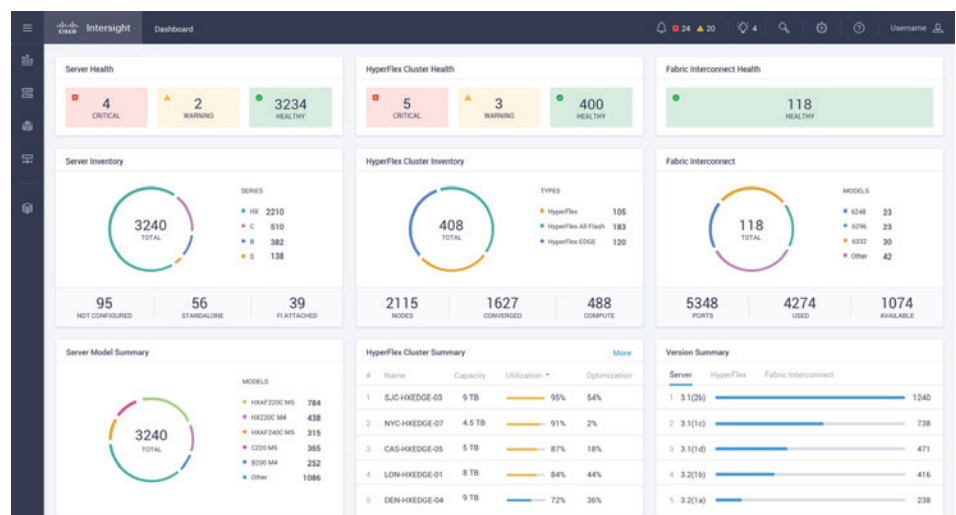 CISCO Intersight Dashboard 24 20 4 Username
Server Health
4 CRITICAL
2 WARNING
3234 HEALTHY
HyperFlex Cluster Health
5 CRITICAL
3 WARNING
400 HEALTHY
Fabric Interconnect Health
118 HEALTHY
Server Inventory
3240
TOTAL
SERIES
HX 2210
C 510
B 382
S 138
95 NOT CONFIGURED
56 STANDALONE
39 FI ATTACHED
HyperFlex Cluster Inventory
408
TOTAL
TYPES
HyperFlex 105
HyperFlex All Flash 183
HyperFlex EDGE 120
2115 NODES
1627 CONVERGED
488 COMPUTE
Fabric Interconnect
118
TOTAL
MODELS
6248 23
6296 23
6332 30
Other 42
5348 PORTS
4274 USED
1074 AVAILABLE
Server Model Summary
3240
TOTAL
MODELS
HXAF220C M5 784
HX220C M4 438
HXAF240C M5 315
C220 M5 365
B200 M4 252
Other 1086
HyperFlex Cluster Summary More
# Name Capacity Utilization Optimization
1 SJC-HXEDGE-03 9 TB 95% 54%
2 NYC-HXEDGE-07 4.5 TB 91% 2%
3 CAS-HXEDGE-05 5 TB 87% 18%
4 LON-HXEDGE-01 8 TB 84% 44%
5 DEN-HXEDGE-04 9 TB 72% 36%
Version Summary
Server HyperFlex Fabric Interconnect
1 3.1(2b) 1240
2 3.1(1c) 738
3 3.1(1d) 471
4 3.2(1b) 416
5 3.2(1a) 238